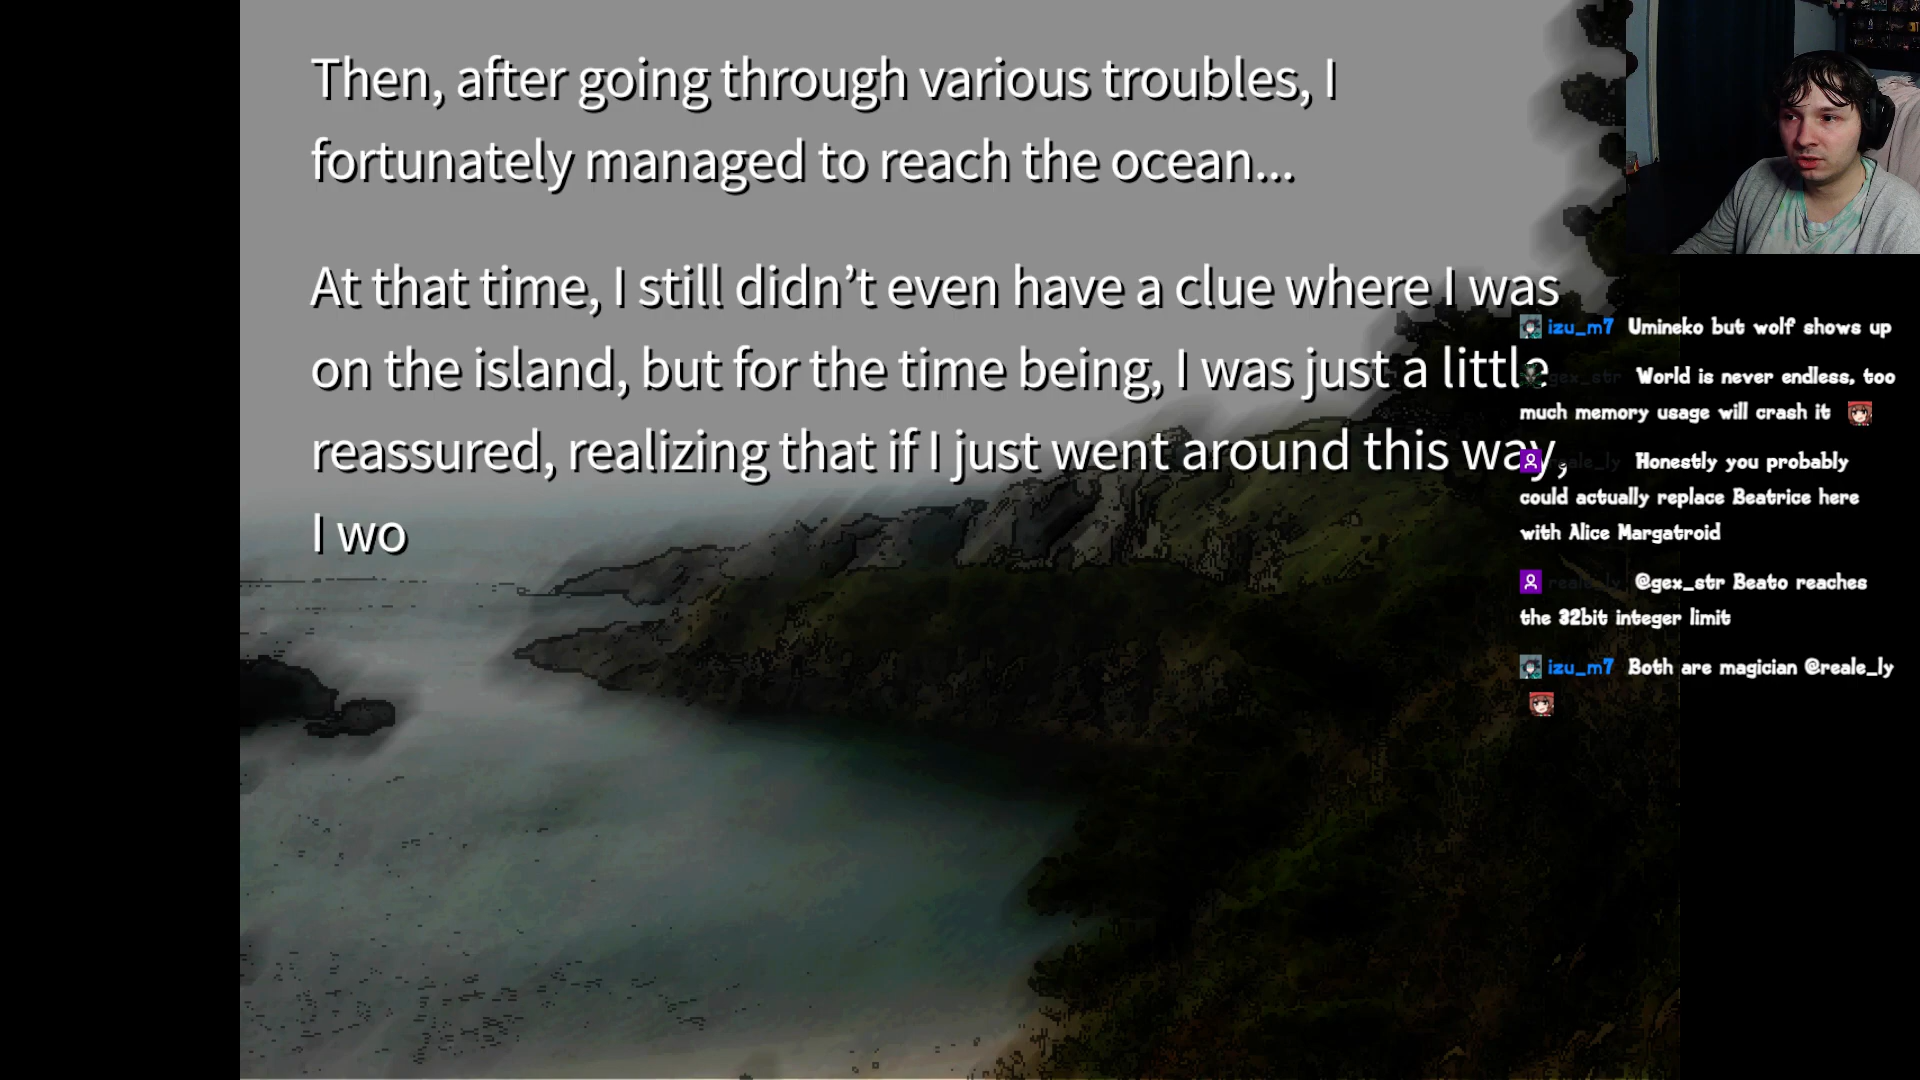 Then, after going through various troubles, I
fortunately managed to reach the ocean...
At that time, I still didn't even have a clue where I was
on the island, but for the time being, I was just a little
reassured, realizing that if I just went around this way,
I wo
izu_m7 Umineko but wolf shows up
gex_str World is never endless, too
much memory usage will crash it
reale_ly Honestly you probably
could actually replace Beatrice here
with Alice Margatroid
reale_ly @gex_str Beato reaches
the 32bit integer limit
izu_m7 Both are magician @reale_ly